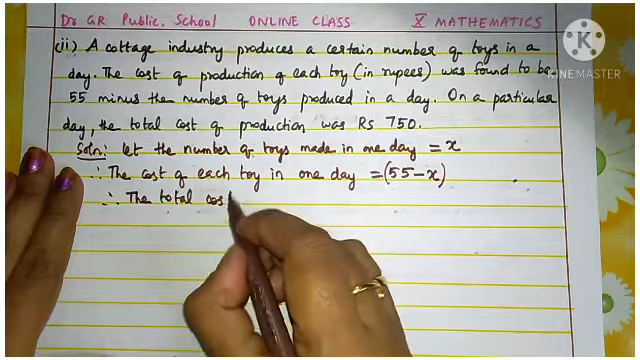 Dr GR Public. School ONLINE CLASS X MATHEMATICS
(ii) A cottage industry produces a certain number of toys in a
day. The cost of production of each toy (in rupees) was found to be
55 minus the number of toys produced in a day. On a particular
day, the total cost of production was Rs 750.
Soln: Let the number of toys made in one day = x
∴ The cost of each toy in one day = (55-x)
∴ The total cost
KINEMASTER